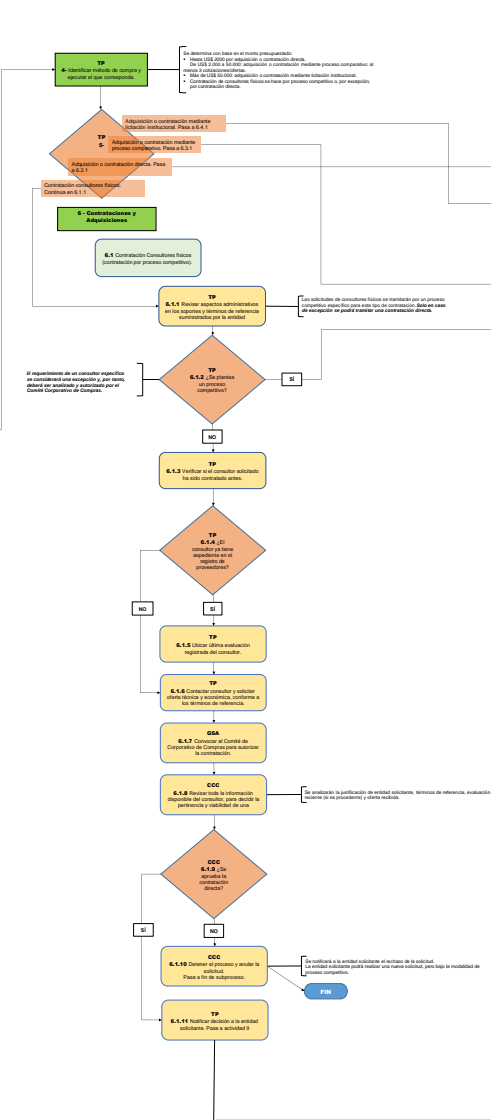 TP
4- Identificar método de compra y
ejecutar el que corresponda.
Se determina con base en el monto presupuestado:
• Hasta US$ 2000 por adquisición o contratación directa.
De US$ 2.000 a 50.000: adquisición o contratación mediante proceso comparativo: al
menos 3 cotizaciones/ofertas.
• Más de US$ 50.000: adquisición o contratación mediante licitación institucional.
• Contratación de consultores físicos se hace por proceso competitivo o, por excepción,
por contratación directa.
Adquisición o contratación mediante
licitación institucional. Pasa a 6.4.1
TP
5-
Adquisición o contratación mediante
proceso comparativo. Pasa a 6.3.1
Adquisición o contratación directa. Pasa
a 6.2.1
Contratación consultores físicos.
Continua en 6.1.1
6 - Contrataciones y
Adquisiciones
6.1 Contratación Consultores físicos
(contratación por proceso competitivo).
TP
6.1.1 Revisar aspectos administrativos
en los soportes y términos de referencia
suministrados por la entidad
Las solicitudes de consultores físicos se tramitarán por un proceso
competitivo específico para este tipo de contratación. Solo en caso
de excepción se podrá tramitar una contratación directa.
El requerimiento de un consultor específico
se considerará una excepción y, por tanto,
deberá ser analizado y autorizado por el
Comité Corporativo de Compras.
TP
6.1.2 ¿Se plantea
un proceso
competitivo?
SÍ
NO
TP
6.1.3 Verificar si el consultor solicitado
ha sido contratado antes.
TP
6.1.4 ¿El
consultor ya tiene
expediente en el
registro de
proveedores?
NO
SÍ
TP
6.1.5 Ubicar última evaluación
registrada del consultor.
TP
6.1.6 Contactar consultor y solicitar
oferta técnica y económica, conforme a
los términos de referencia.
GSA
6.1.7 Convocar al Comité de
Corporativo de Compras para autorizar
la contratación.
CCC
6.1.8 Revisar toda la información
disponible del consultor, para decidir la
pertinencia y viabilidad de una
Se analizarán la justificación de entidad solicitante, términos de referencia, evaluación
reciente (si es procedente) y oferta recibida.
CCC
6.1.9 ¿Se
aprueba la
contratación
directa?
SÍ
NO
CCC
6.1.10 Detener el proceso y anular la
solicitud.
Pasa a fin de subproceso.
Se notificará a la entidad solicitante el rechazo de la solicitud.
La entidad solicitante podrá realizar una nueva solicitud, pero bajo la modalidad de
proceso competitivo.
FIN
TP
6.1.11 Notificar decisión a la entidad
solicitante. Pasa a actividad 9